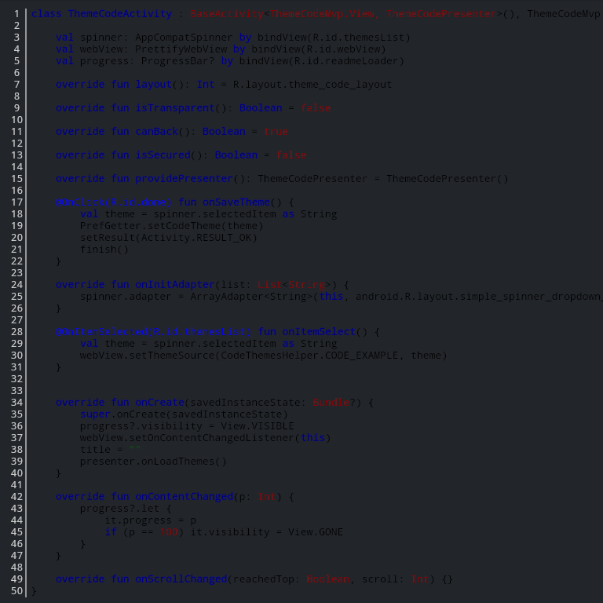 1 class ThemeCodeActivity : BaseActivity<ThemeCodeMvp.View, ThemeCodePresenter>(), ThemeCodeMvp
2
3 val spinner: AppCompatSpinner by bindView(R.id.themesList)
4 val webView: PrettifyWebView by bindView(R.id.webView)
5 val progress: ProgressBar? by bindView(R.id.readmeLoader)
6
7 override fun layout(): Int = R.layout.theme_code_layout
8
9 override fun isTransparent(): Boolean = false
10
11 override fun canBack(): Boolean = true
12
13 override fun isSecured(): Boolean = false
14
15 override fun providePresenter(): ThemeCodePresenter = ThemeCodePresenter()
16
17 @OnClick(R.id.done) fun onSaveTheme() {
18 val theme = spinner.selectedItem as String
19 PrefGetter.setCodeTheme(theme)
20 setResult(Activity.RESULT_OK)
21 finish()
22 }
23
24 override fun onInitAdapter(list: List<String>) {
25 spinner.adapter = ArrayAdapter<String>(this, android.R.layout.simple_spinner_dropdown_
26 }
27
28 @OnItemSelected(R.id.themesList) fun onItemSelect() {
29 val theme = spinner.selectedItem as String
30 webView.setThemeSource(CodeThemesHelper.CODE_EXAMPLE, theme)
31 }
32
33
34 override fun onCreate(savedInstanceState: Bundle?) {
35 super.onCreate(savedInstanceState)
36 progress?.visibility = View.VISIBLE
37 webView.setOnContentChangedListener(this)
38 title =
39 presenter.onLoadThemes()
40 }
41
42 override fun onContentChanged(p: Int) {
43 progress?.let {
44 it.progress = p
45 if (p == 100) it.visibility = View.GONE
46 }
47 }
48
49 override fun onScrollChanged(reachedTop: Boolean, scroll: Int) {}
50 }